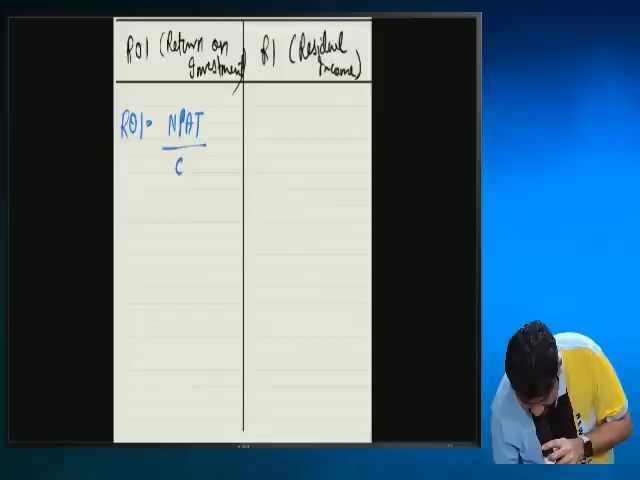 ROI (Return on Investment)
RI (Residual Income)
ROI = NPAT
C